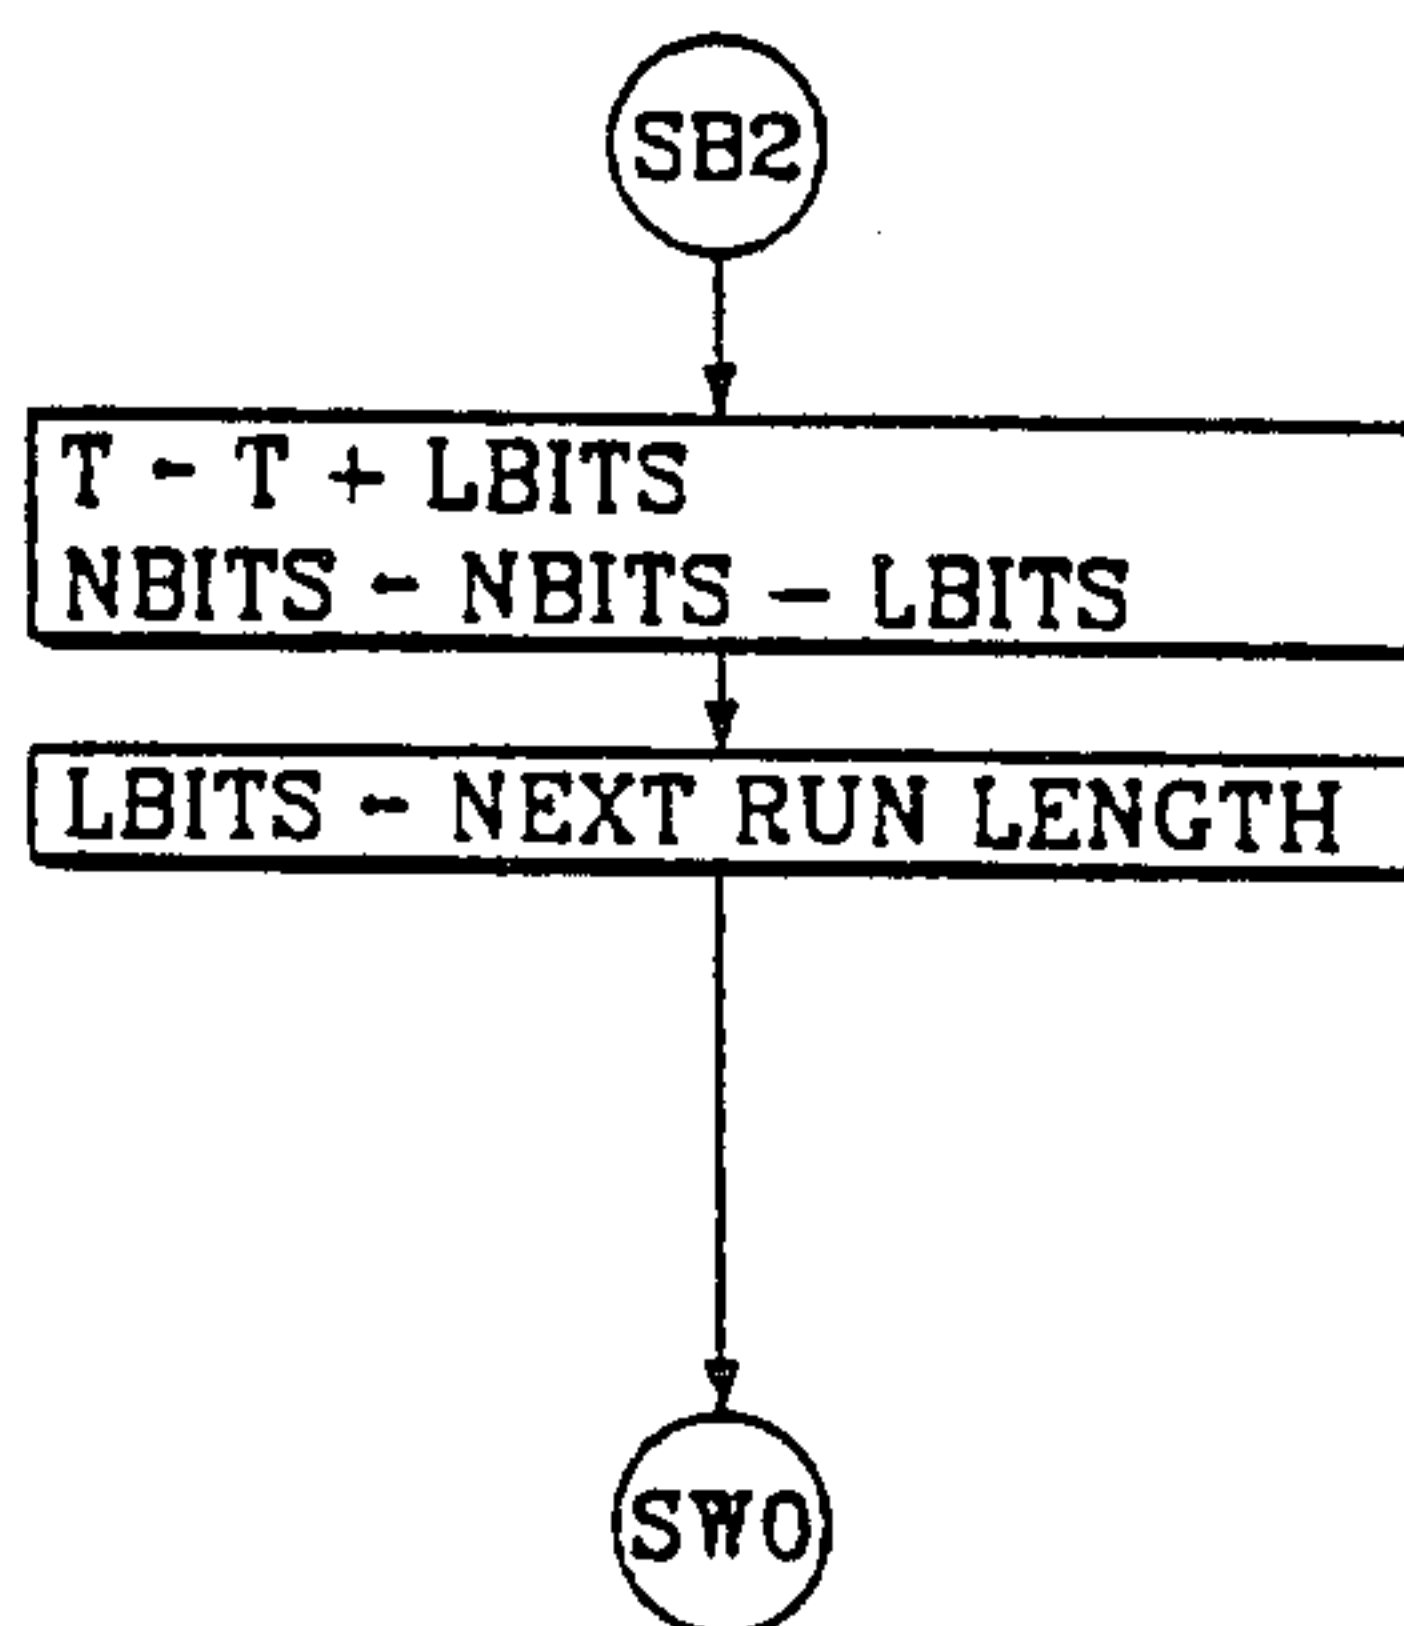 SB2
T ← T + LBITS
NBITS ← NBITS – LBITS
LBITS ← NEXT RUN LENGTH
SW0